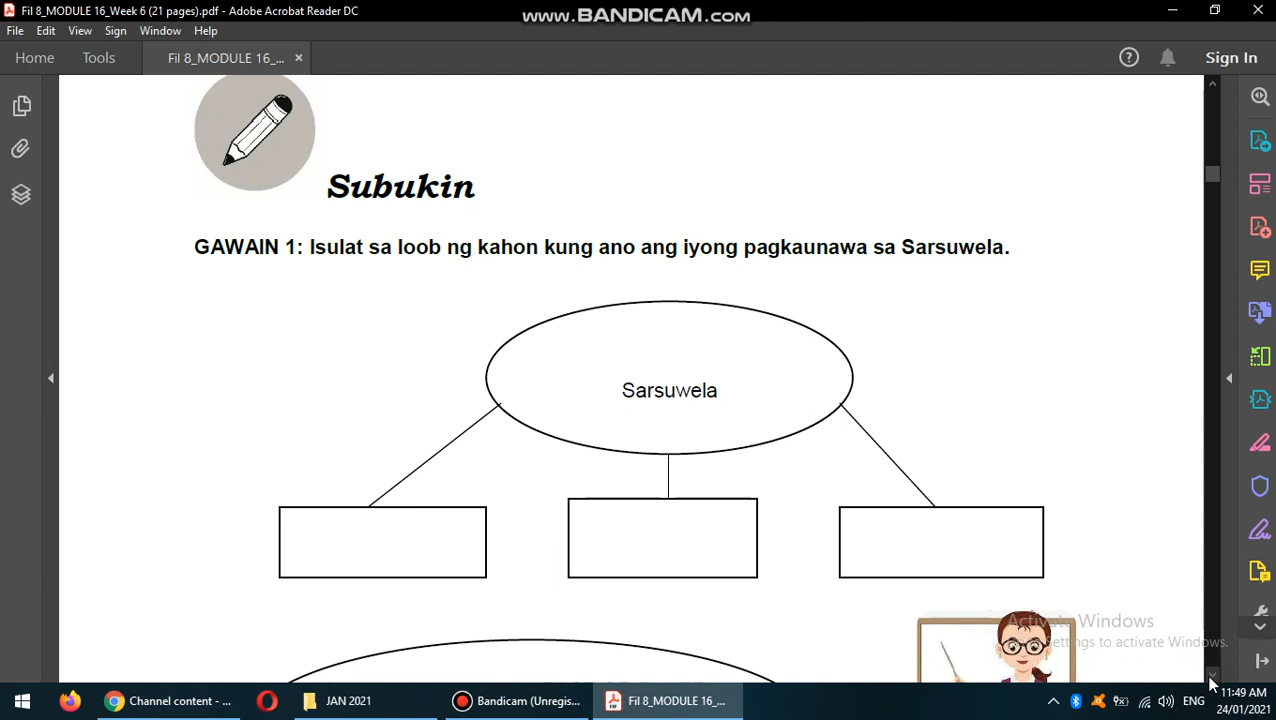 Fil 8_MODULE 16_Week 6 (21 pages).pdf - Adobe Acrobat Reader DC
www.BANDICAM.com
File Edit View Sign Window Help
Home Tools Fil 8_MODULE 16_... × Sign In
Subukin
GAWAIN 1: Isulat sa loob ng kahon kung ano ang iyong pagkaunawa sa Sarsuwela.
Sarsuwela
Activate Windows
ettings to activate Windows.
Channel content - ... JAN 2021 Bandicam (Unregis... Fil 8_MODULE 16_... ENG 11:49 AM
24/01/2021